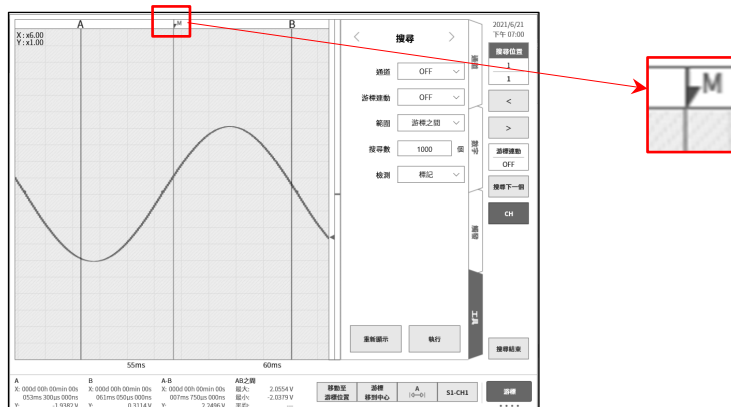 A
M
B
X : x6.00
Y : x1.00
搜尋
通道 OFF
游標連動 OFF
範圍 游標之間
搜尋數 1000 個
檢測 標記
重新顯示 執行
觸發
工具
2021/6/21
下午 07:00
搜尋位置
1
1
<
>
游標連動
OFF
搜尋下一個
CH
搜尋結束
55ms 60ms
A B A-B AB之間
X: 000d 00h 00min 00s X: 000d 00h 00min 00s X: 000d 00h 00min 00s 最大: 2.0554 V
053ms 300μs 000ns 061ms 050μs 000ns 007ms 750μs 000ns 最小: -2.0379 V
Y: -1.9382 V Y: 0.3114 V Y: 2.2496 V 平均: ---
移動至
游標位置
游標
移到中心
A
S1-CH1
游標
M